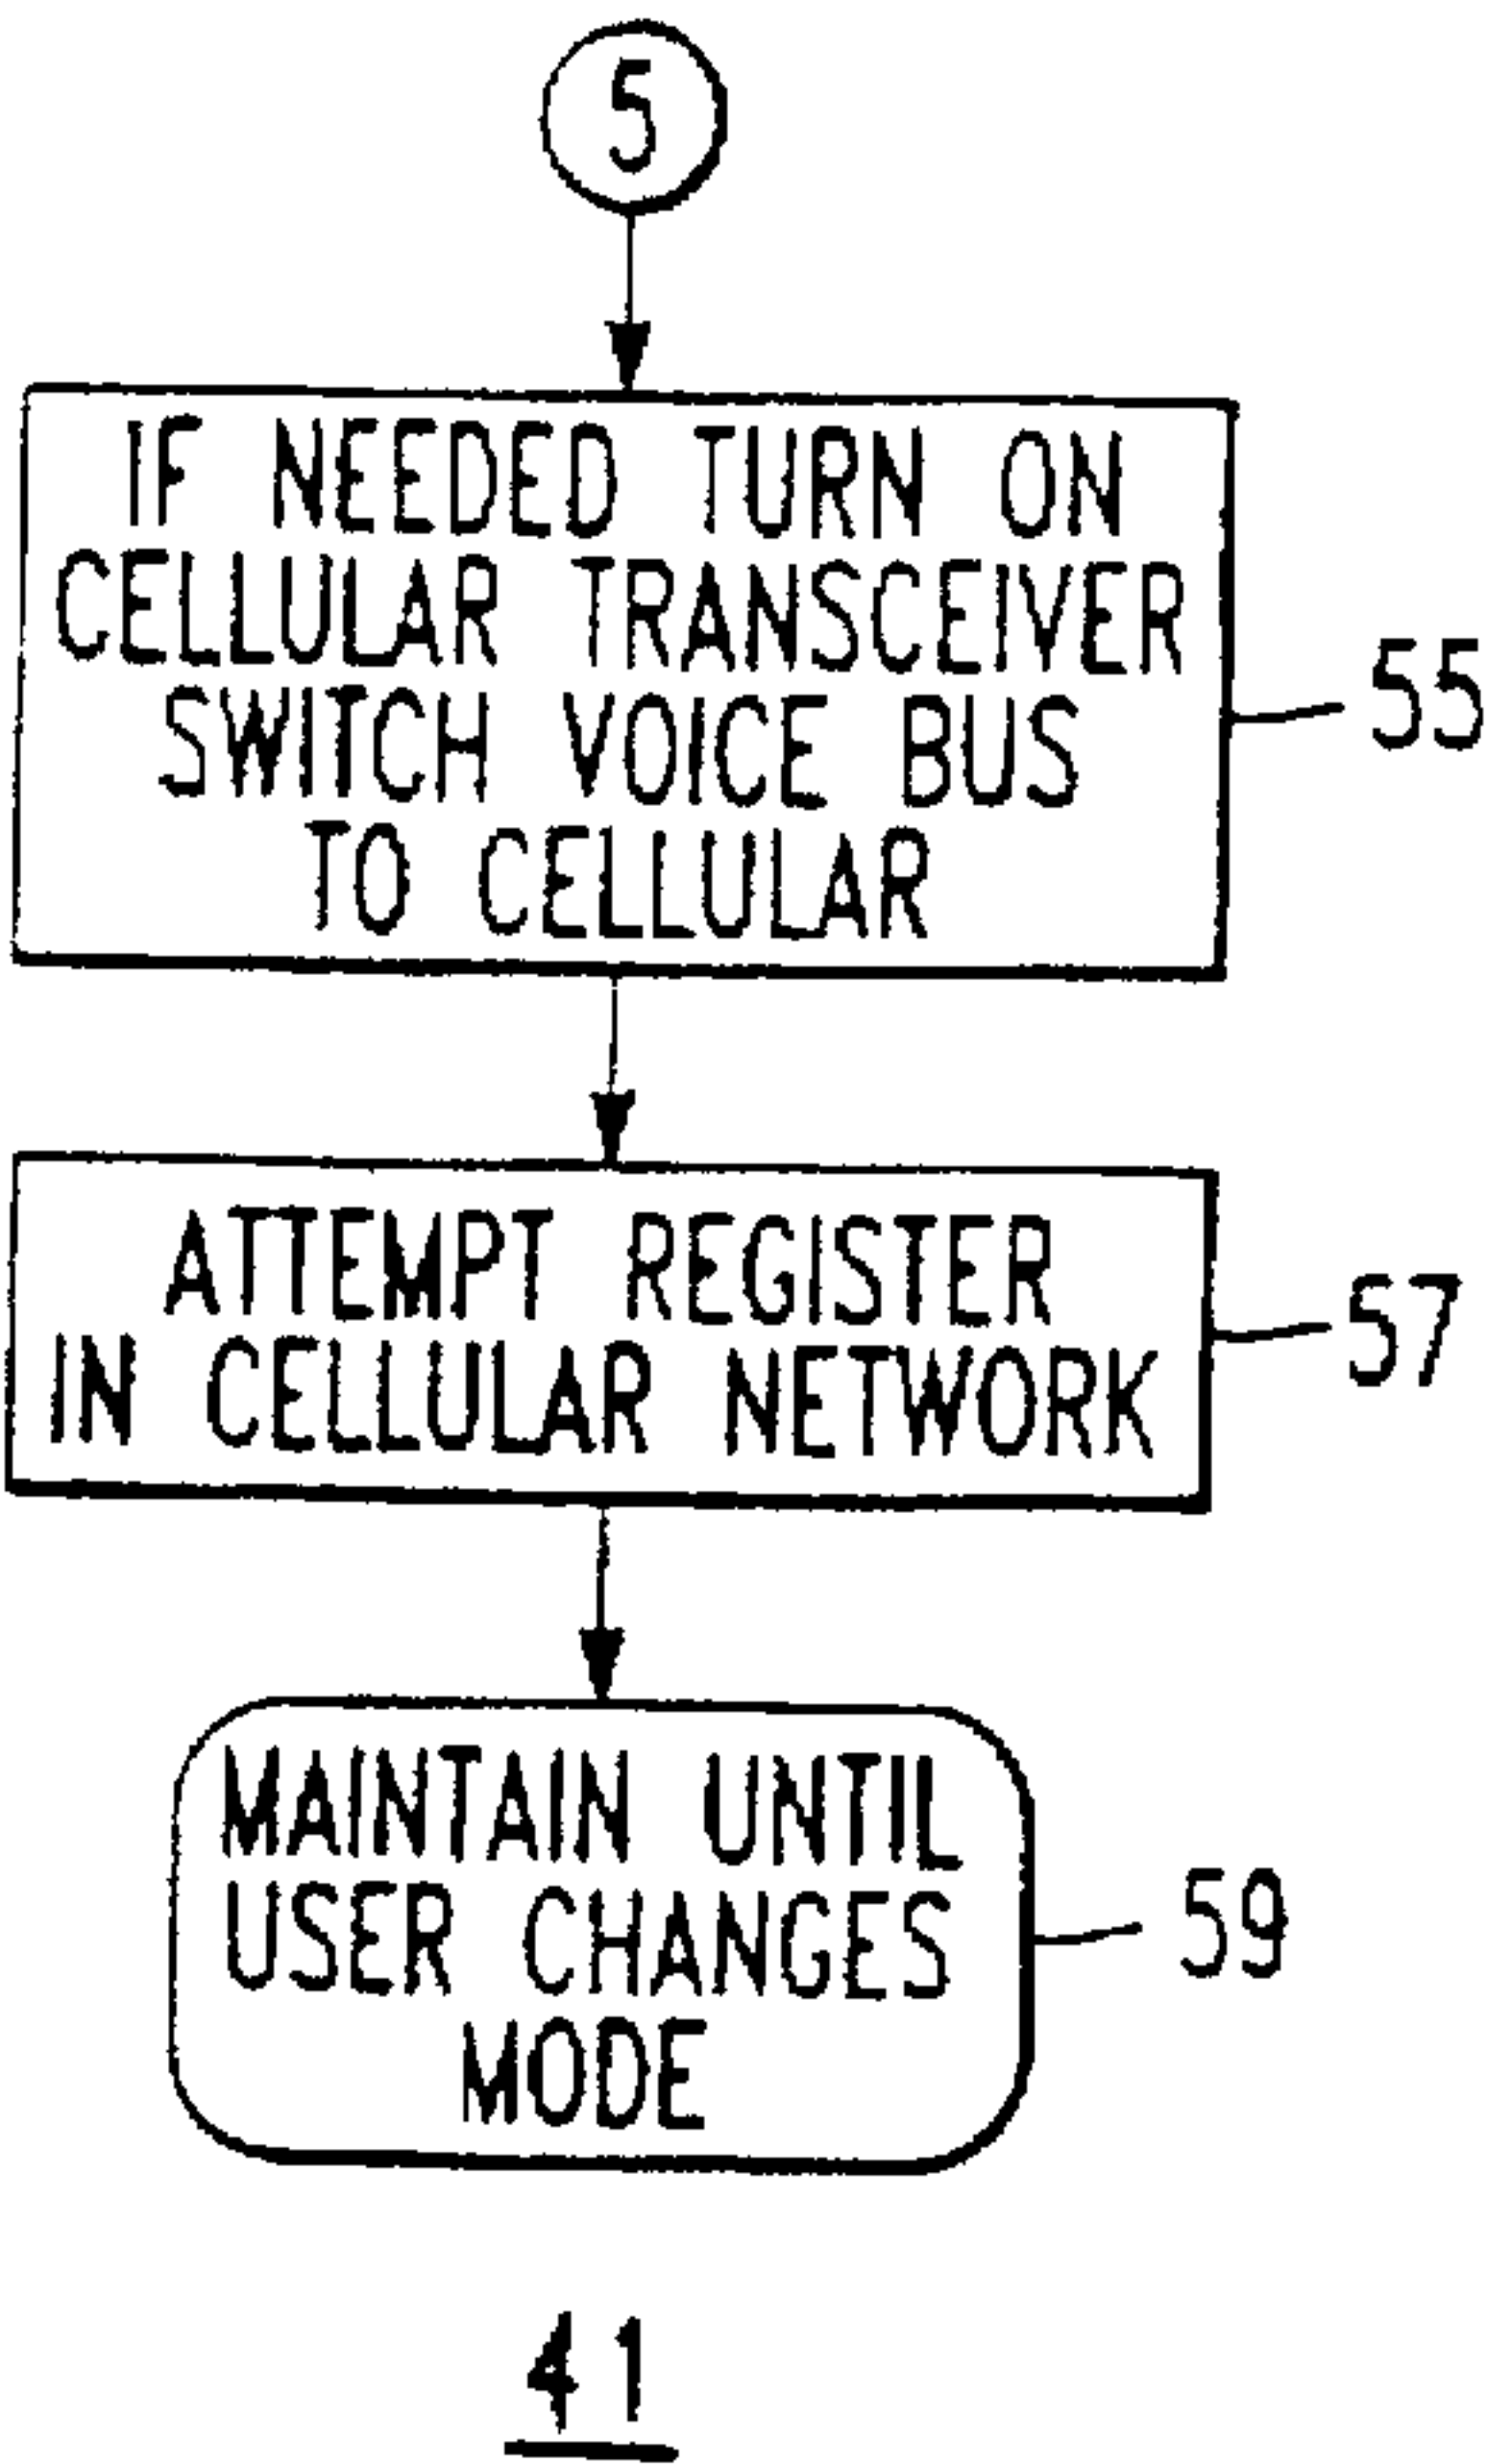 5
IF NEEDED TURN ON
CELLULAR TRANSCEIVER
SWITCH VOICE BUS
TO CELLULAR
55
ATTEMPT REGISTER
IN CELLULAR NETWORK
57
MAINTAIN UNTIL
USER CHANGES
MODE
59
41